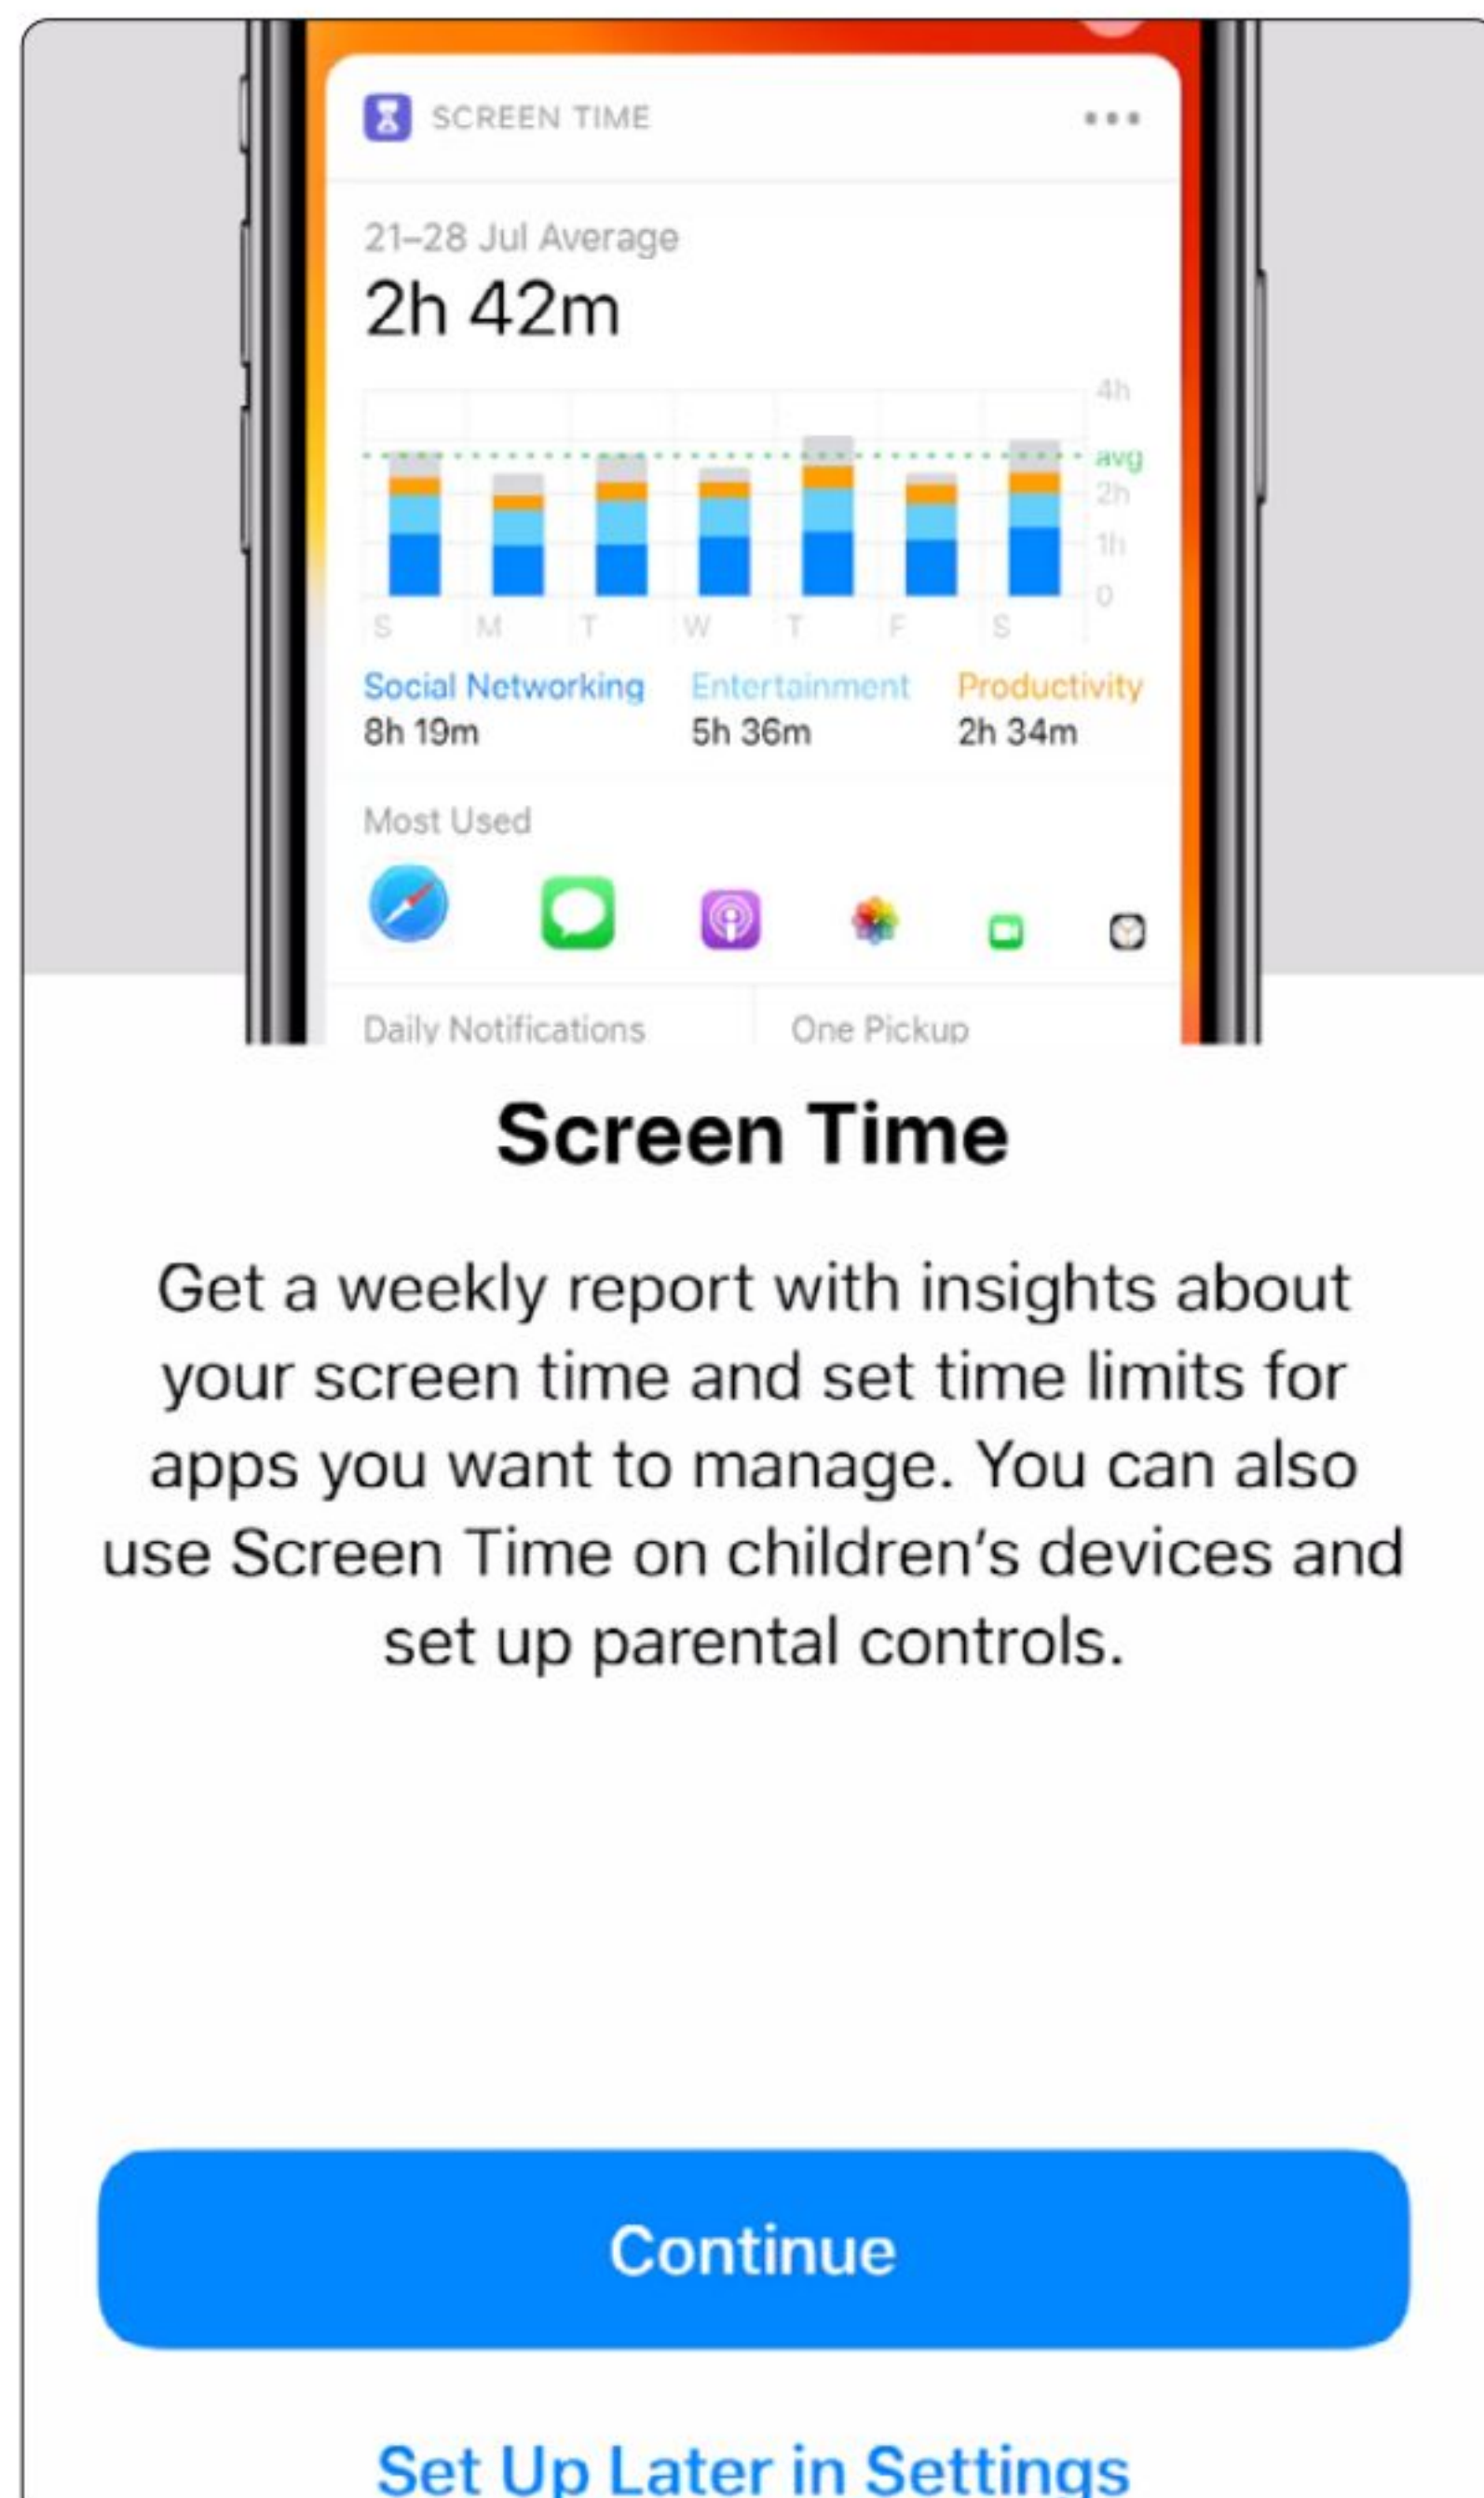 SCREEN TIME
21–28 Jul Average
2h 42m
4h
avg
2h
1h
0
S M T W T F S
Social Networking Entertainment Productivity
8h 19m 5h 36m 2h 34m
Most Used
Daily Notifications One Pickup
Screen Time
Get a weekly report with insights about
your screen time and set time limits for
apps you want to manage. You can also
use Screen Time on children’s devices and
set up parental controls.
Continue
Set Up Later in Settings